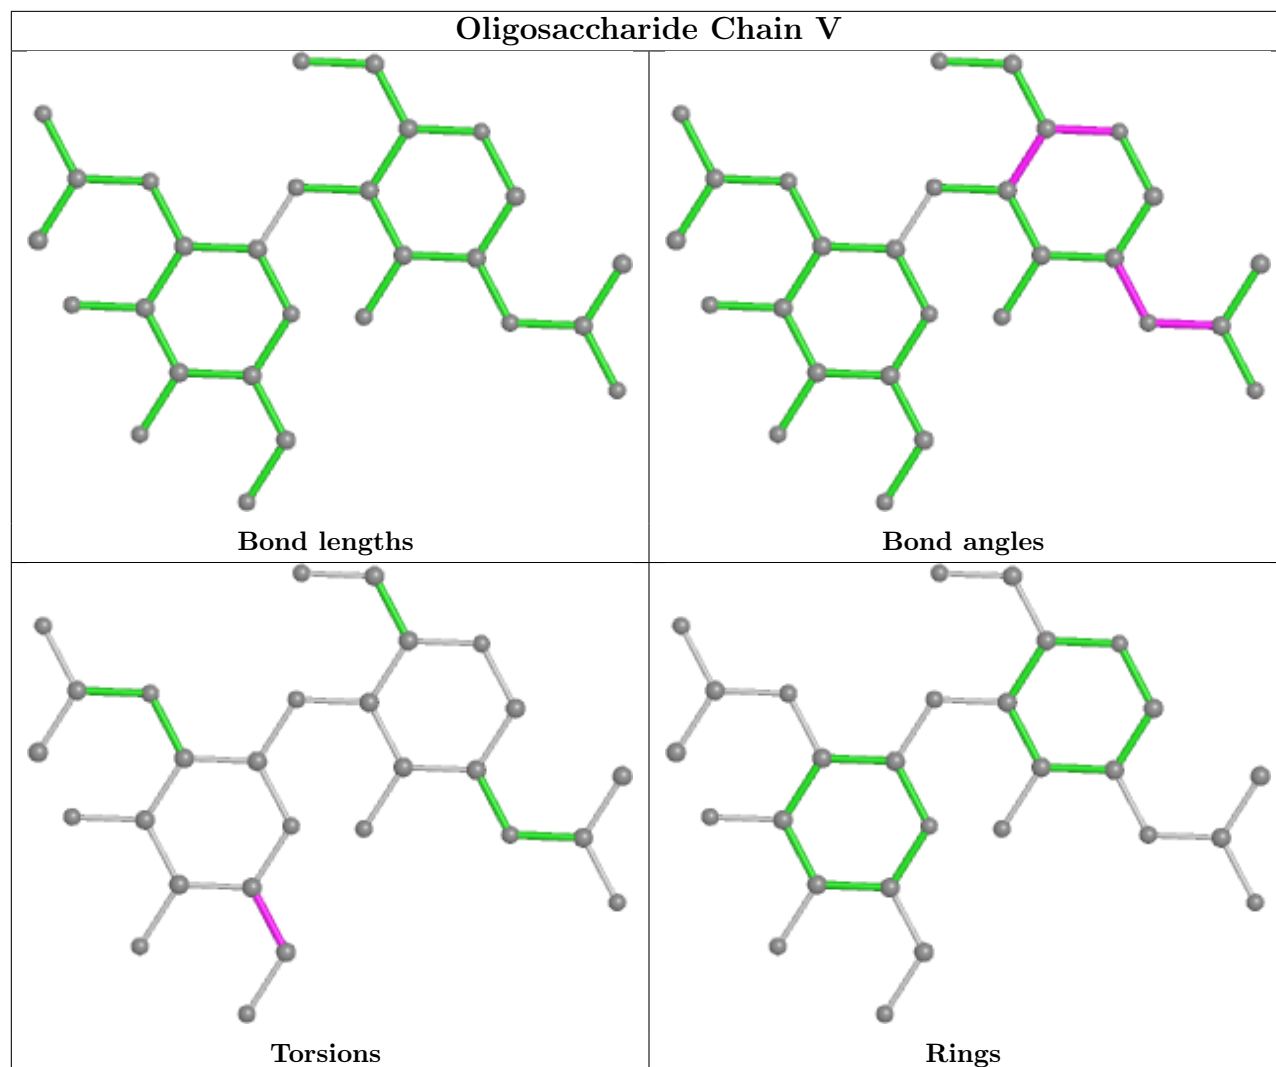 Oligosaccharide Chain V
Bond lengths
Bond angles
Torsions
Rings